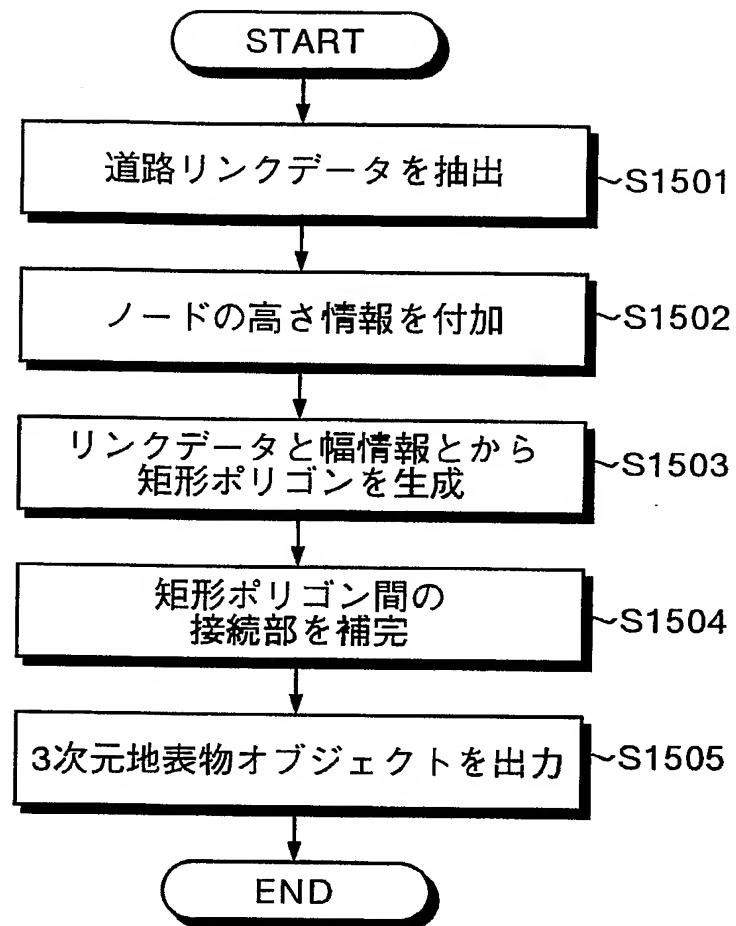 START
道路リンクデータを抽出
~S1501
ノードの高さ情報を付加
~S1502
リンクデータと幅情報とから
矩形ポリゴンを生成
~S1503
矩形ポリゴン間の
接続部を補完
~S1504
3次元地表物オブジェクトを出力
~S1505
END